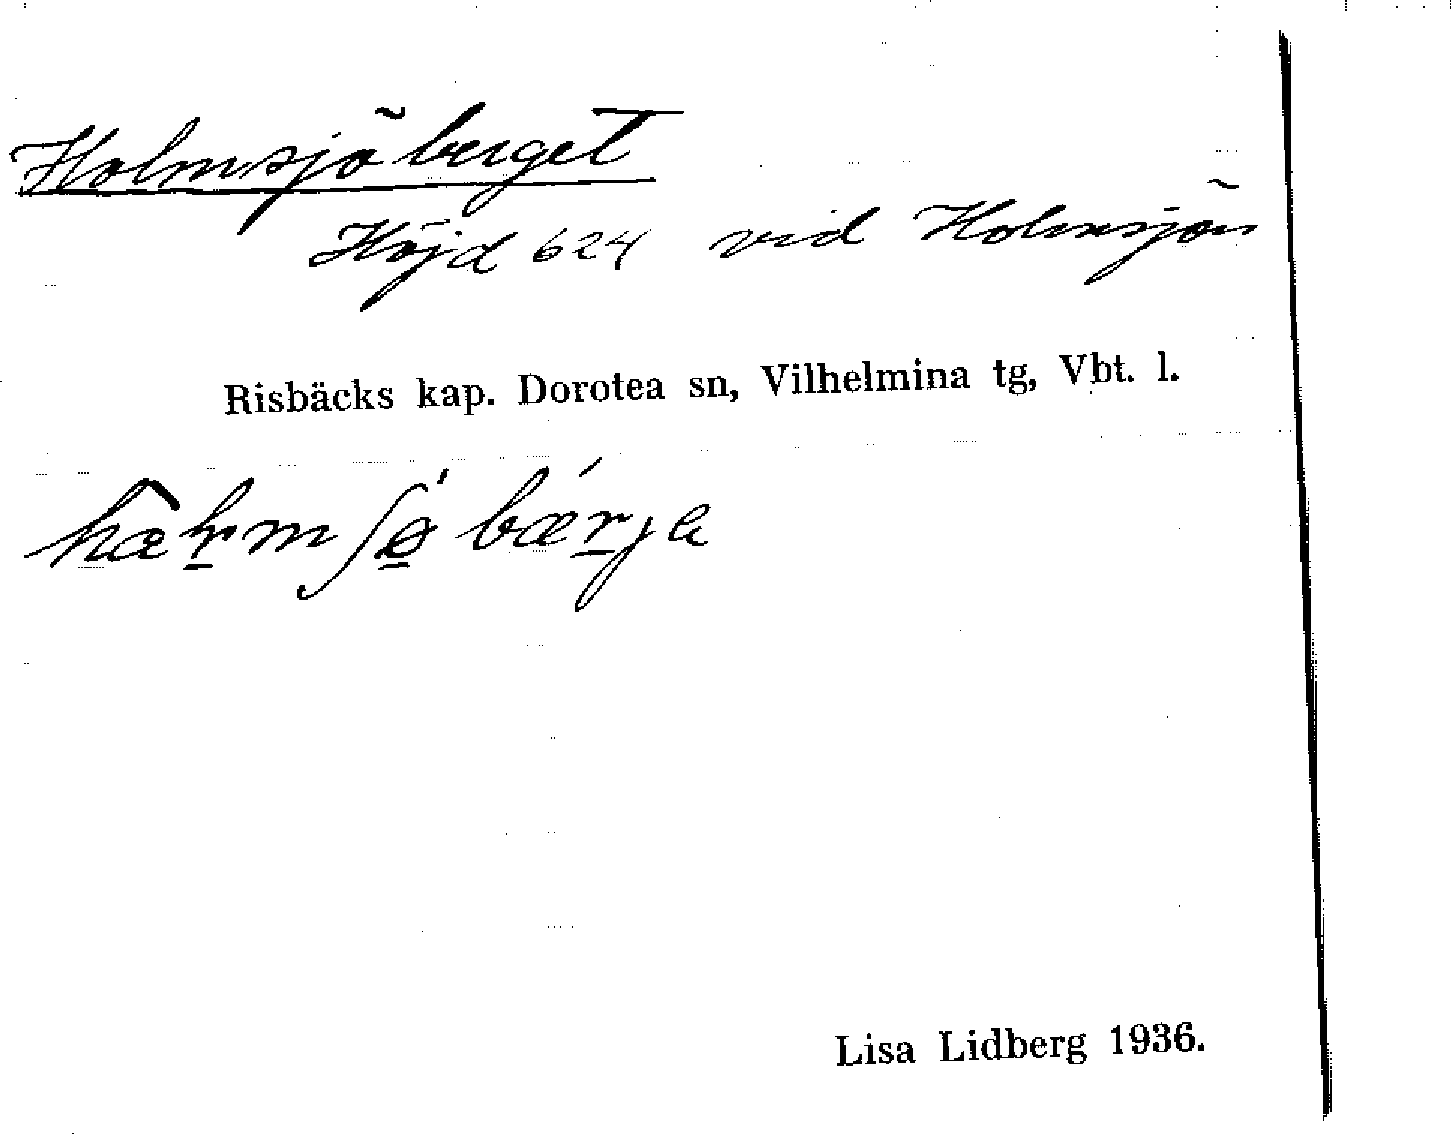 Holmsjöberget
Höjd 624 vid Holmsjön
Risbäcks kap. Dorotea sn, Vilhelmina tg, Vbt. l.
Lisa Lidberg 1936.